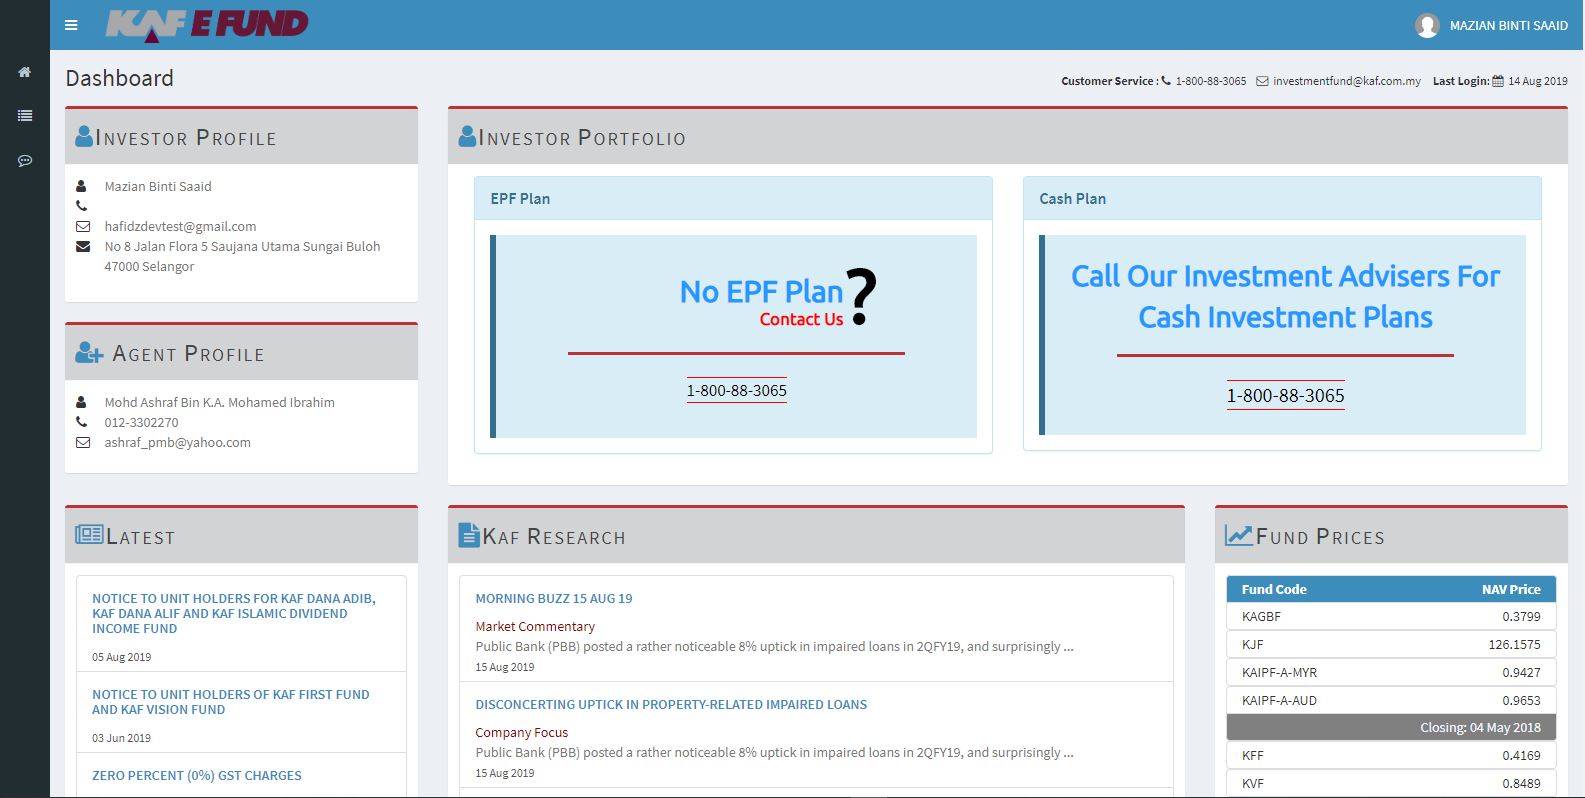 KAF E FUND
MAZIAN BINTI SAAID
Dashboard
Customer Service : 1-800-88-3065 investmentfund@kaf.com.my Last Login: 14 Aug 2019
INVESTOR PROFILE
Mazian Binti Saaid
hafidzdevtest@gmail.com
No 8 Jalan Flora 5 Saujana Utama Sungai Buloh
47000 Selangor
AGENT PROFILE
Mohd Ashraf Bin K.A. Mohamed Ibrahim
012-3302270
ashraf_pmb@yahoo.com
INVESTOR PORTFOLIO
EPF Plan
No EPF Plan?
Contact Us
1-800-88-3065
Cash Plan
Call Our Investment Advisers For
Cash Investment Plans
1-800-88-3065
LATEST
NOTICE TO UNIT HOLDERS FOR KAF DANA ADIB,
KAF DANA ALIF AND KAF ISLAMIC DIVIDEND
INCOME FUND
05 Aug 2019
NOTICE TO UNIT HOLDERS OF KAF FIRST FUND
AND KAF VISION FUND
03 Jun 2019
ZERO PERCENT (0%) GST CHARGES
KAF RESEARCH
MORNING BUZZ 15 AUG 19
Market Commentary
Public Bank (PBB) posted a rather noticeable 8% uptick in impaired loans in 2QFY19, and surprisingly ...
15 Aug 2019
DISCONCERTING UPTICK IN PROPERTY-RELATED IMPAIRED LOANS
Company Focus
Public Bank (PBB) posted a rather noticeable 8% uptick in impaired loans in 2QFY19, and surprisingly ...
15 Aug 2019
FUND PRICES
Fund Code NAV Price
KAGBF 0.3799
KJF 126.1575
KAIPF-A-MYR 0.9427
KAIPF-A-AUD 0.9653
Closing: 04 May 2018
KFF 0.4169
KVF 0.8489